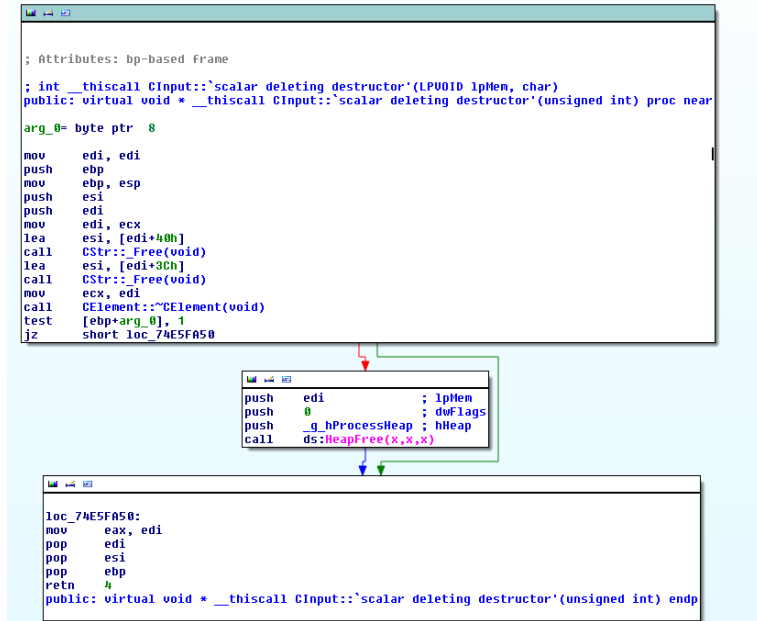 ; Attributes: bp-based frame
; int __thiscall CInput::`scalar deleting destructor'(LPVOID lpMem, char)
public: virtual void * __thiscall CInput::`scalar deleting destructor'(unsigned int) proc near
arg_0= byte ptr  8
mov     edi, edi
push    ebp
mov     ebp, esp
push    esi
push    edi
mov     edi, ecx
lea     esi, [edi+40h]
call    CStr::_Free(void)
lea     esi, [edi+3Ch]
call    CStr::_Free(void)
mov     ecx, edi
call    CElement::~CElement(void)
test    [ebp+arg_0], 1
jz      short loc_74E5FA50
push    edi             ; lpMem
push    0               ; dwFlags
push    _g_hProcessHeap ; hHeap
call    ds:HeapFree(x,x,x)
loc_74E5FA50:
mov     eax, edi
pop     edi
pop     esi
pop     ebp
retn    4
public: virtual void * __thiscall CInput::`scalar deleting destructor'(unsigned int) endp